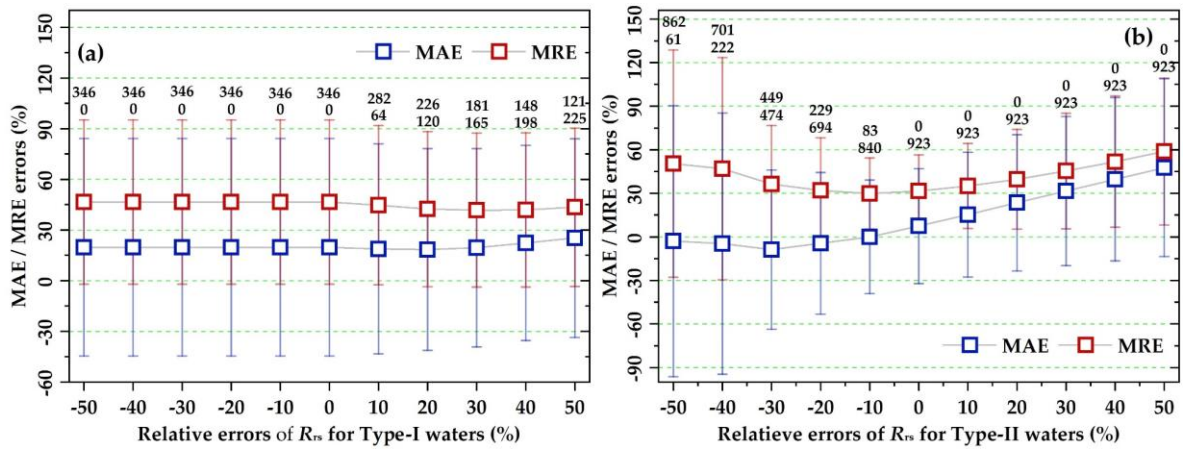 (a)
MAE MRE
MAE / MRE errors (%)
150
120
90
60
30
0
-30
-60
346 346 346 346 346 346 282 226 181 148 121
0 0 0 0 0 0 64 120 165 198 225
-50 -40 -30 -20 -10 0 10 20 30 40 50
Relative errors of Rrs for Type-I waters (%)
(b)
MAE / MRE errors (%)
150
120
90
60
30
0
-30
-60
-90
862 701 449 229 83 0 0 0 0 0 0
61 222 474 694 840 923 923 923 923 923 923
MAE MRE
-50 -40 -30 -20 -10 0 10 20 30 40 50
Relatieve errors of Rrs for Type-II waters (%)